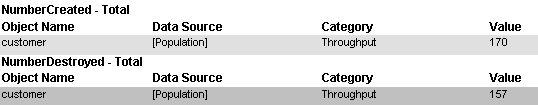 NumberCreated - Total
Object Name Data Source Category Value
customer [Population] Throughput 170
NumberDestroyed - Total
Object Name Data Source Category Value
customer [Population] Throughput 157